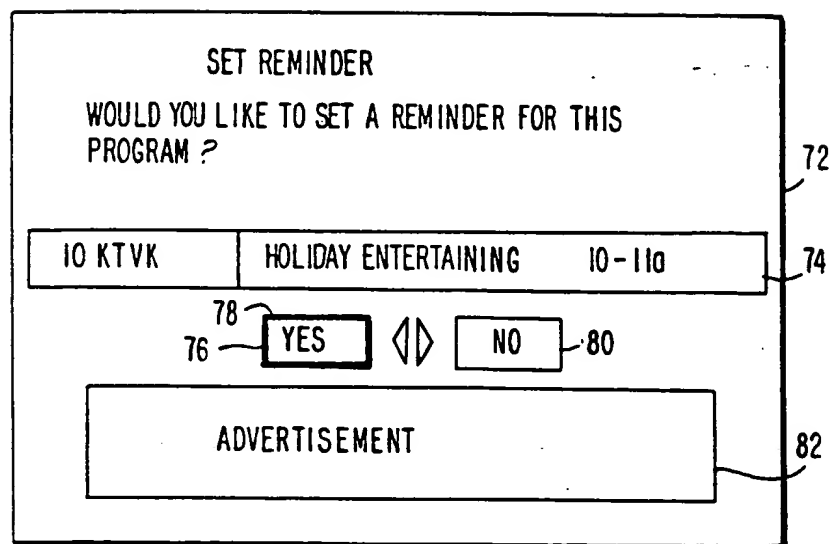 SET REMINDER
WOULD YOU LIKE TO SET A REMINDER FOR THIS
PROGRAM ?
72
10 KTVK HOLIDAY ENTERTAINING 10-11a 74
78
76 YES NO 80
ADVERTISEMENT
82